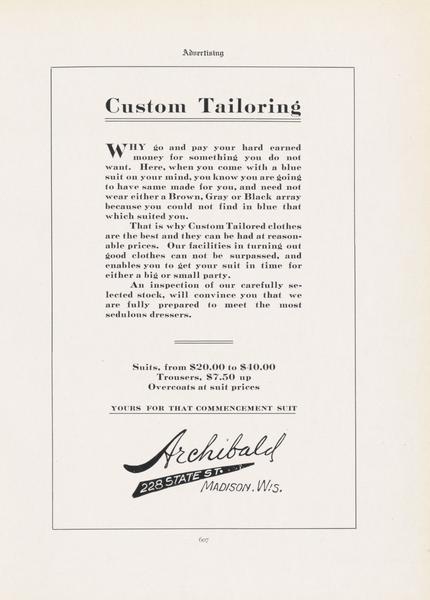 Advertising
Custom Tailoring
WHY go and pay your hard earned
money for something you do not
want. Here, when you come with a blue
suit on your mind, you know you are going
to have same made for you, and need not
wear either a Brown, Gray or Black array
because you could not find in blue that
which suited you.
That is why Custom Tailored clothes
are the best and they can be had at reason-
able prices. Our facilities in turning out
good clothes can not be surpassed, and
enables you to get your suit in time for
either a big or small party.
An inspection of our carefully se-
lected stock, will convince you that we
are fully prepared to meet the most
sedulous dressers.
Suits, from $20.00 to $40.00
Trousers, $7.50 up
Overcoats at suit prices
YOURS FOR THAT COMMENCEMENT SUIT
Archibald
228 STATE ST.
MADISON. WIS.
607